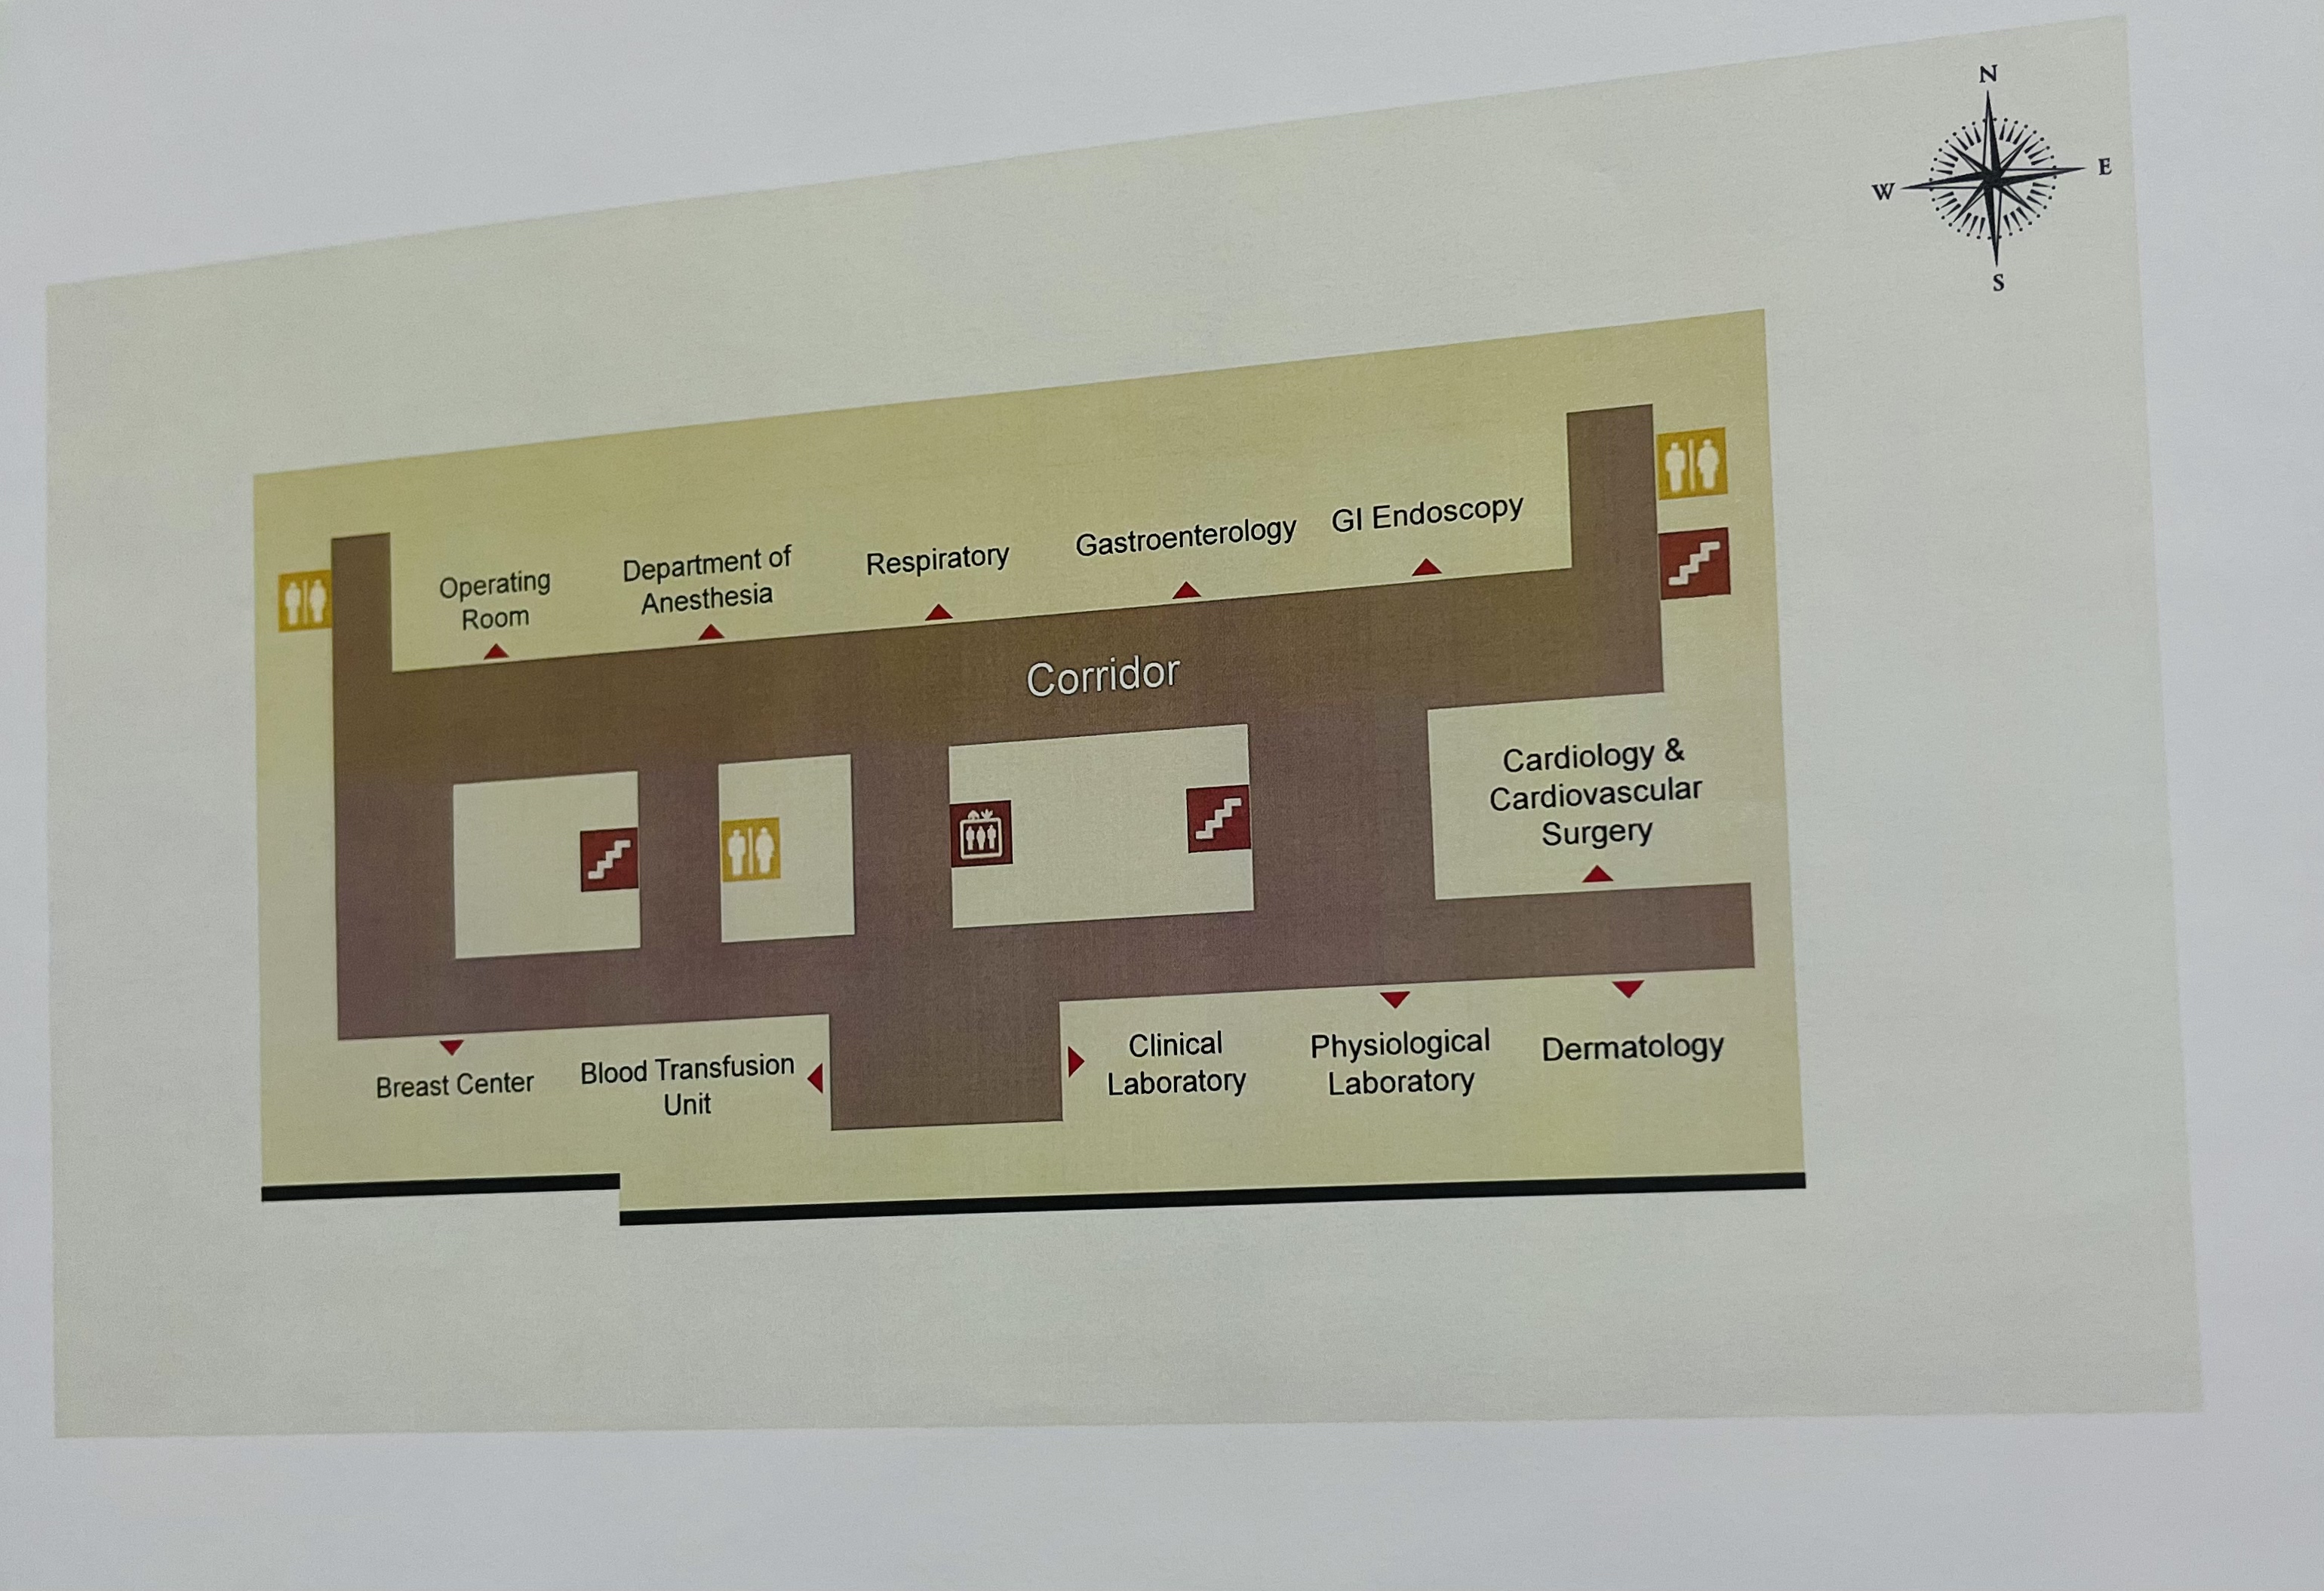 N
W
E
S
Operating
Room
Department of
Anesthesia
Respiratory
Gastroenterology
GI Endoscopy
Corridor
Cardiology &
Cardiovascular
Surgery
Breast Center
Blood Transfusion
Unit
Clinical
Laboratory
Physiological
Laboratory
Dermatology